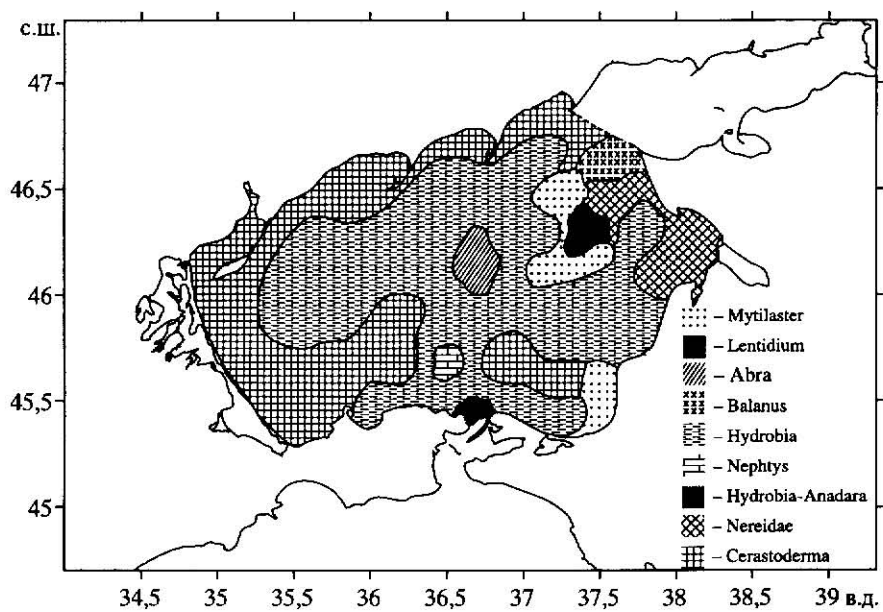 с.ш.
47
46,5
46
45,5
45
– Mytilaster
– Lentidium
– Abra
– Balanus
– Hydrobia
– Nephtys
– Hydrobia-Anadara
– Nereidae
– Cerastoderma
34,5 35 35,5 36 36,5 37 37,5 38 38,5 39 в.д.